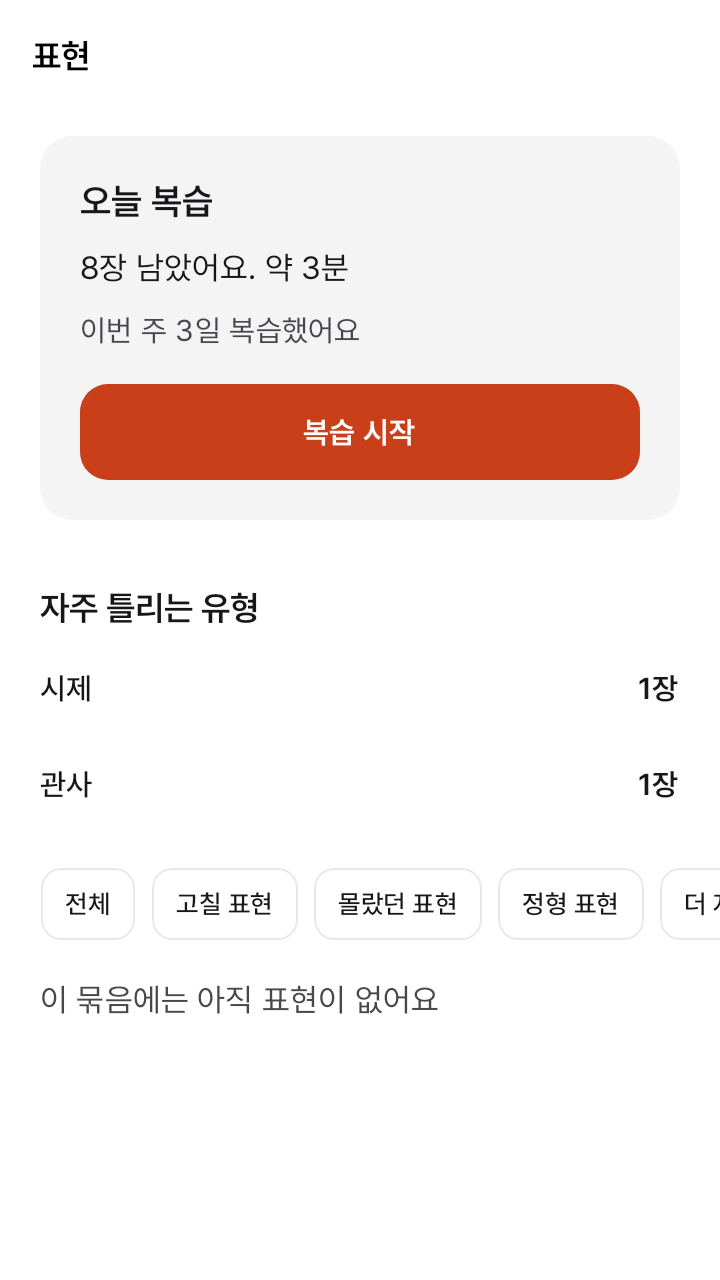 표현
오늘 복습
8장 남았어요. 약 3분
이번 주 3일 복습했어요
복습 시작
자주 틀리는 유형
시제 1장
관사 1장
전체 고칠 표현 몰랐던 표현 정형 표현 더
이 묶음에는 아직 표현이 없어요